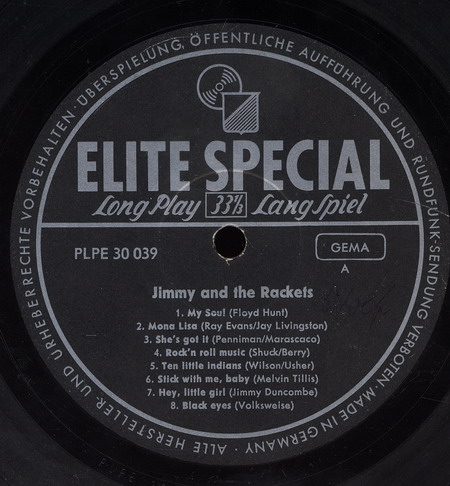 ALLE HERSTELLER UND URHEBERRECHTE VORBEHALTEN · ÜBERSPIELUNG, ÖFFENTLICHE AUFFÜHRUNG UND RUNDFUNK-SENDUNG VERBOTEN · MADE IN GERMANY ·
ELITE SPECIAL
Long Play 33⅓ Langspiel
PLPE 30 039
GEMA
A
Jimmy and the Rackets
1. My Soul (Floyd Hunt)
2. Mona Lisa (Ray Evans/Jay Livingston)
3. She's got it (Penniman/Marascaco)
4. Rock'n roll music (Shuck/Berry)
5. Ten little indians (Wilson/Usher)
6. Stick with me, baby (Melvin Tillis)
7. Hey, little girl (Jimmy Duncombe)
8. Black eyes (Volksweise)